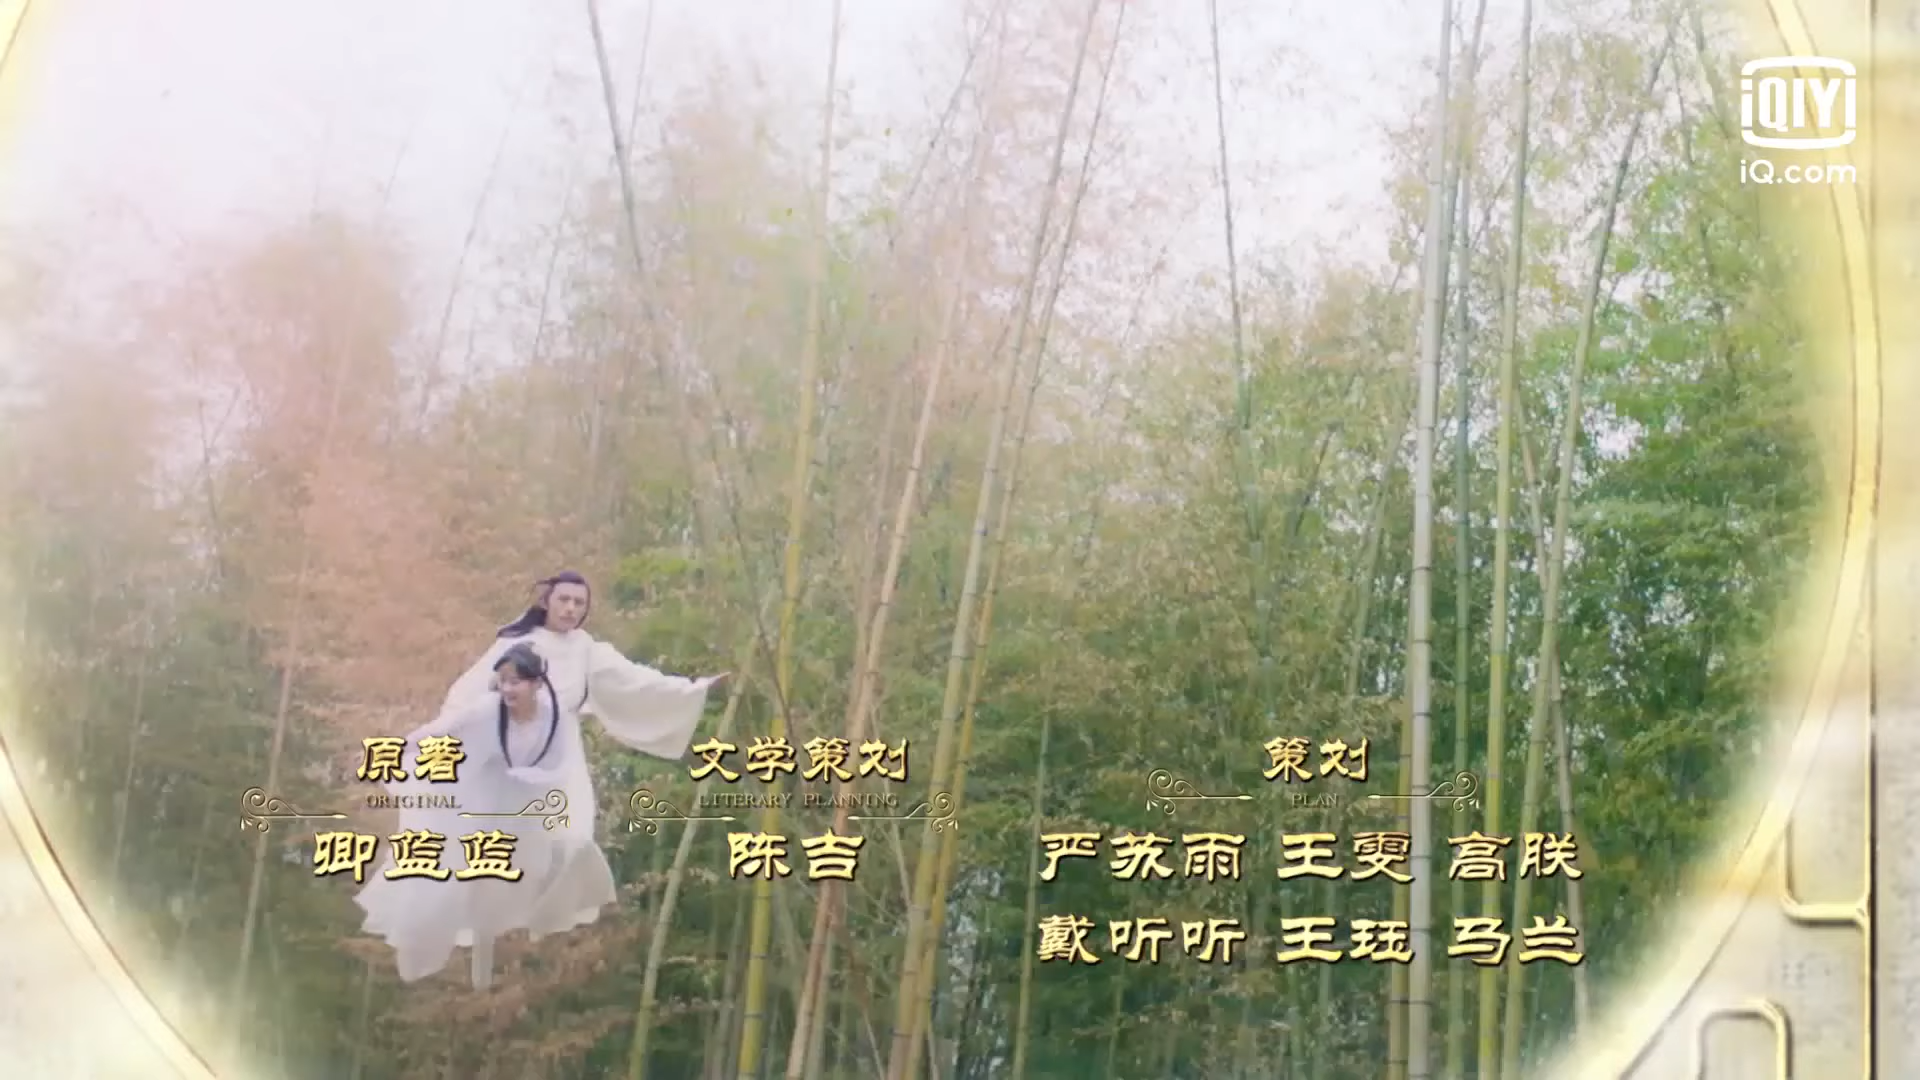 iQIYI
iQ.com
原著 文学策划 策划
ORIGINAL LITERARY PLANNING PLAN
卿蓝蓝 陈吉 严苏雨 王雯 高朕
戴听听 王珏 马兰